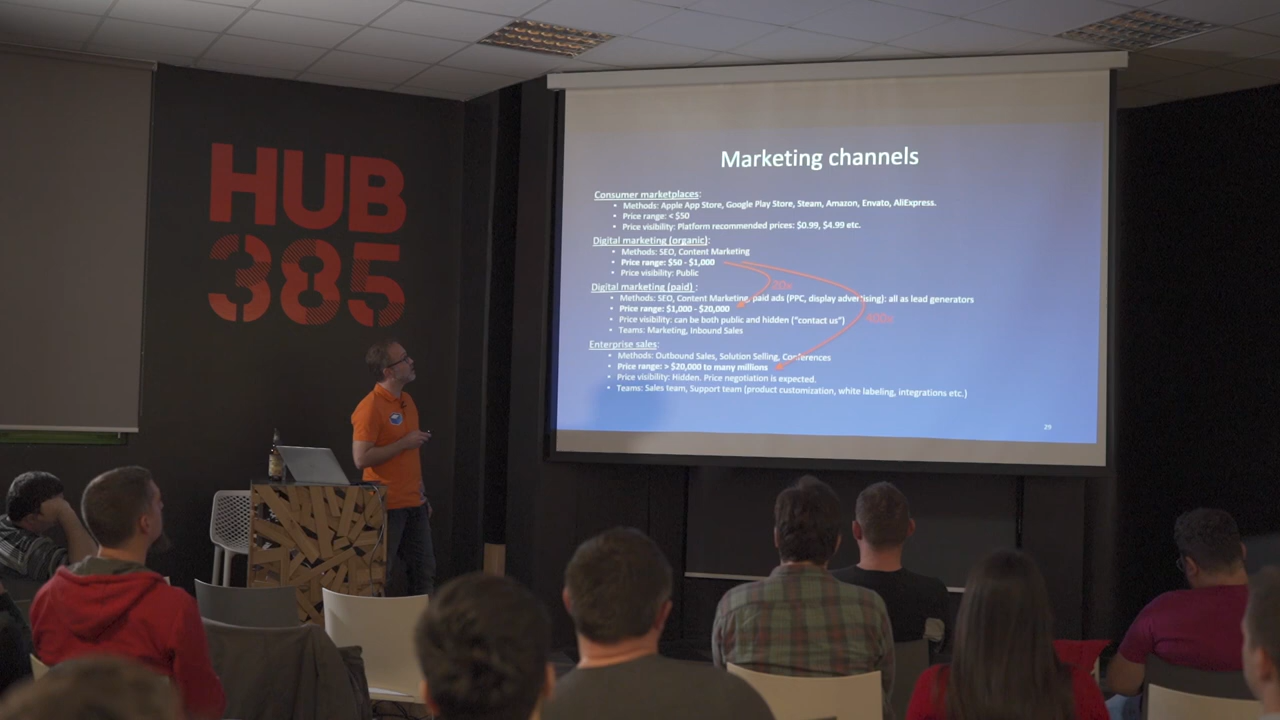 HUB
385
Marketing channels
Consumer marketplaces:
• Methods: Apple App Store, Google Play Store, Steam, Amazon, Envato, AliExpress.
• Price range: < $50
• Price visibility: Platform recommended prices: $0.99, $4.99 etc.
Digital marketing (organic):
• Methods: SEO, Content Marketing
• Price range: $50 - $1,000
• Price visibility: Public
20x
Digital marketing (paid) :
• Methods: SEO, Content Marketing, paid ads (PPC, display advertising): all as lead generators
• Price range: $1,000 - $20,000
• Price visibility: can be both public and hidden ("contact us")
400x
• Teams: Marketing, Inbound Sales
Enterprise sales:
• Methods: Outbound Sales, Solution Selling, Conferences
• Price range: > $20,000 to many millions
• Price visibility: Hidden. Price negotiation is expected.
• Teams: Sales team, Support team (product customization, white labeling, integrations etc.)
29